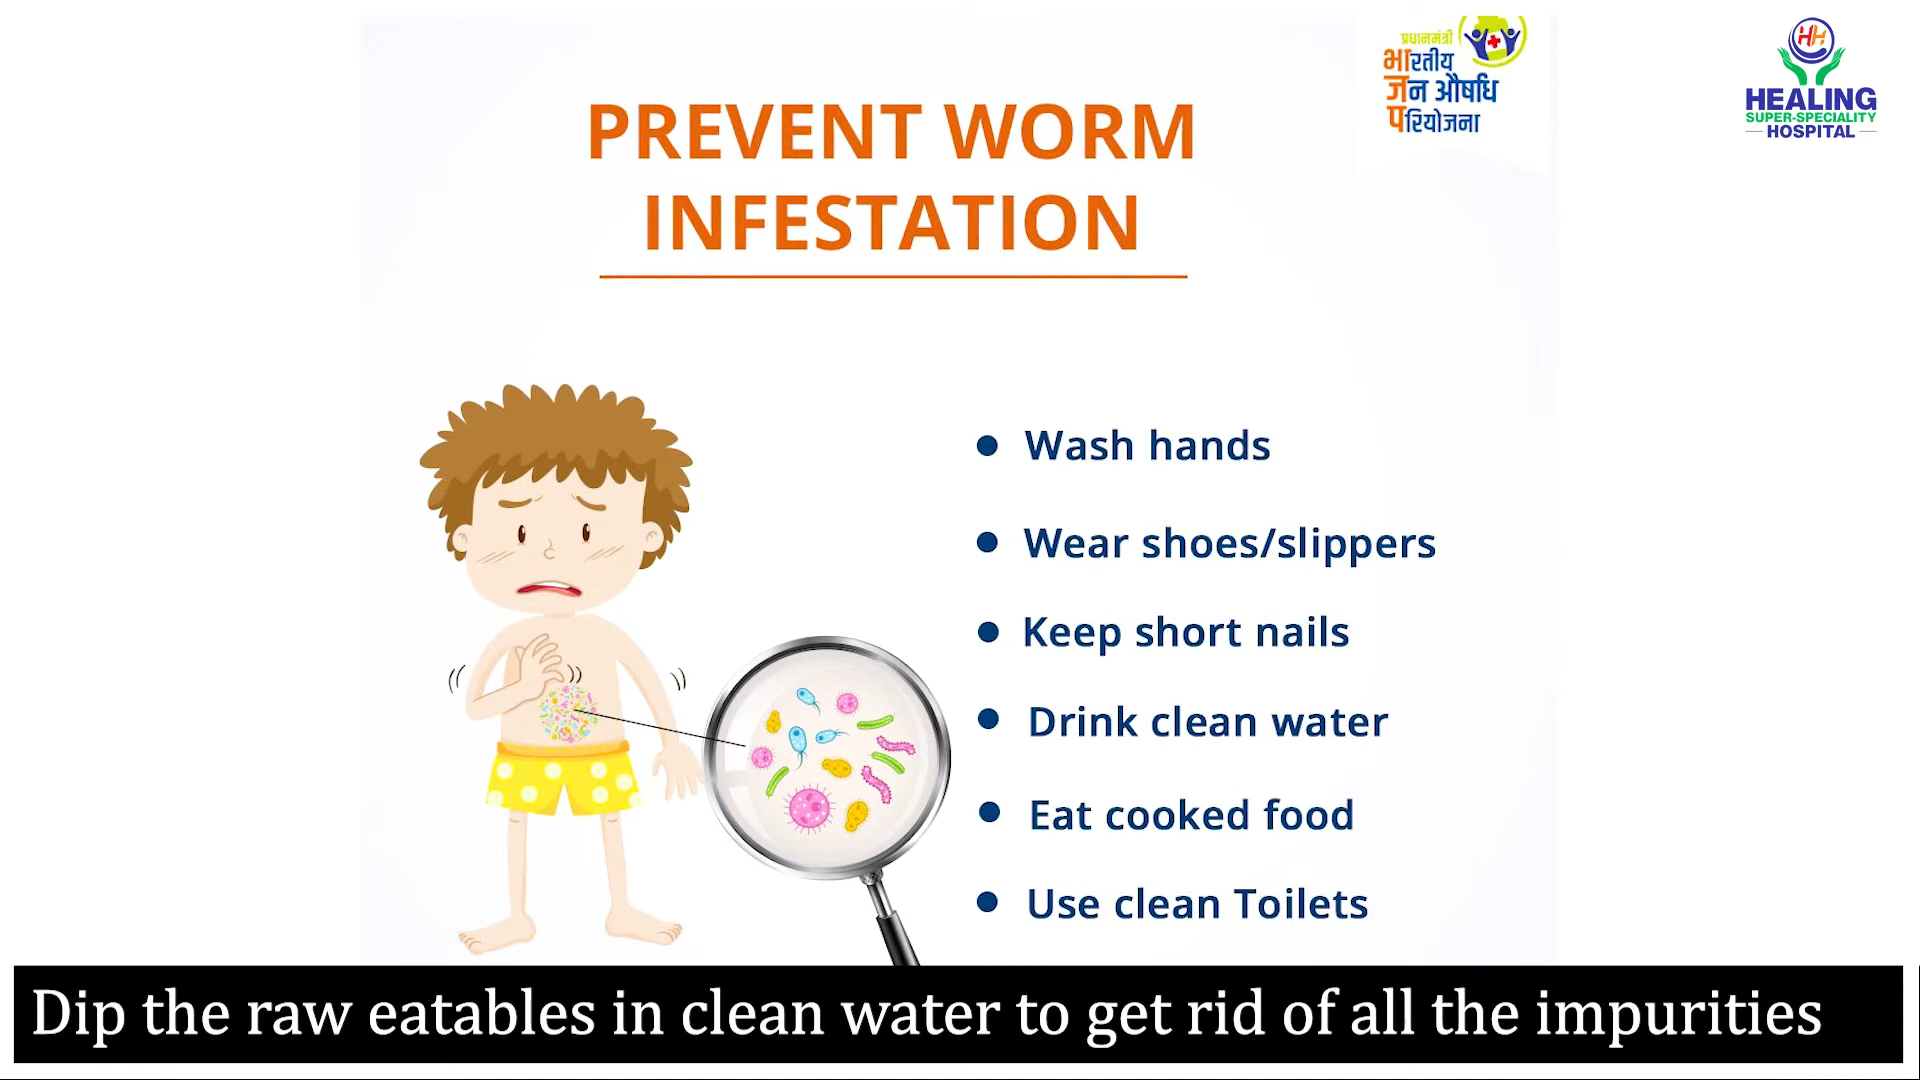 प्रधानमंत्री
भारतीय
जन औषधि
परियोजना
HH
HEALING
SUPER-SPECIALITY
HOSPITAL
PREVENT WORM
INFESTATION
● Wash hands
● Wear shoes/slippers
● Keep short nails
● Drink clean water
● Eat cooked food
● Use clean Toilets
Dip the raw eatables in clean water to get rid of all the impurities